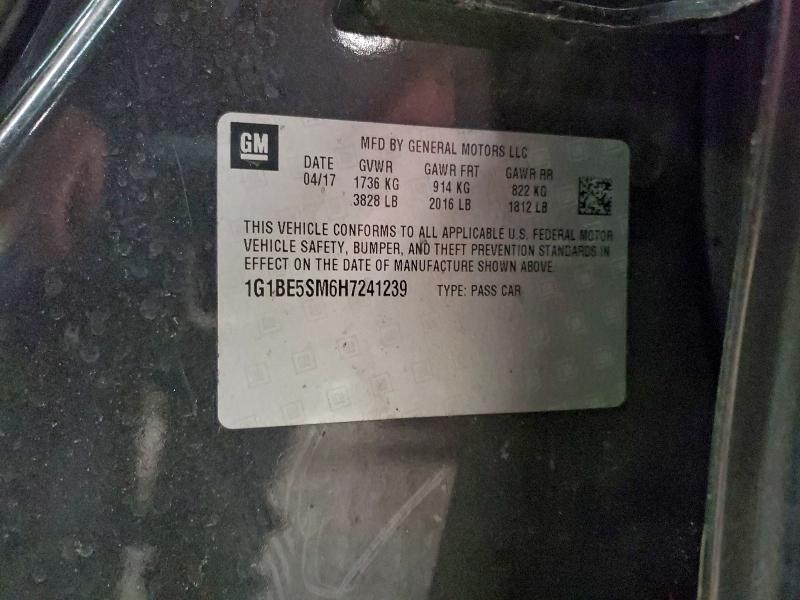 GM
MFD BY GENERAL MOTORS LLC
DATE GVWR GAWR FRT GAWR RR
04/17 1736 KG 914 KG 822 KG
3828 LB 2016 LB 1812 LB
THIS VEHICLE CONFORMS TO ALL APPLICABLE U.S. FEDERAL MOTOR
VEHICLE SAFETY, BUMPER, AND THEFT PREVENTION STANDARDS IN
EFFECT ON THE DATE OF MANUFACTURE SHOWN ABOVE.
1G1BE5SM6H7241239 TYPE: PASS CAR